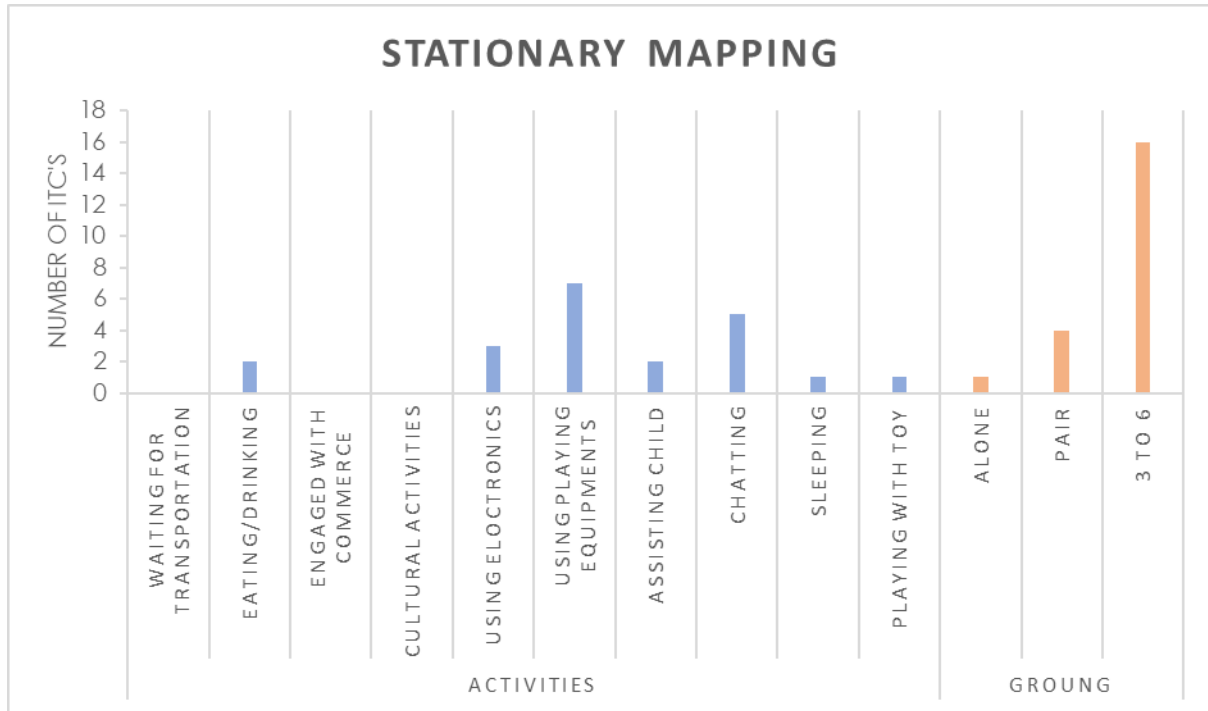 STATIONARY MAPPING
NUMBER OF ITC'S
18
16
14
12
10
8
6
4
2
0
WAITING FOR
TRANSPORTATION
EATING/DRINKING
ENGAGED WITH
COMMERCE
CULTURAL ACTIVITIES
USING ELOCTRONICS
USING PLAYING
EQUIPMENTS
ASSISTING CHILD
CHATTING
SLEEPING
PLAYING WITH TOY
ALONE
PAIR
3 TO 6
ACTIVITIES
GROUNG